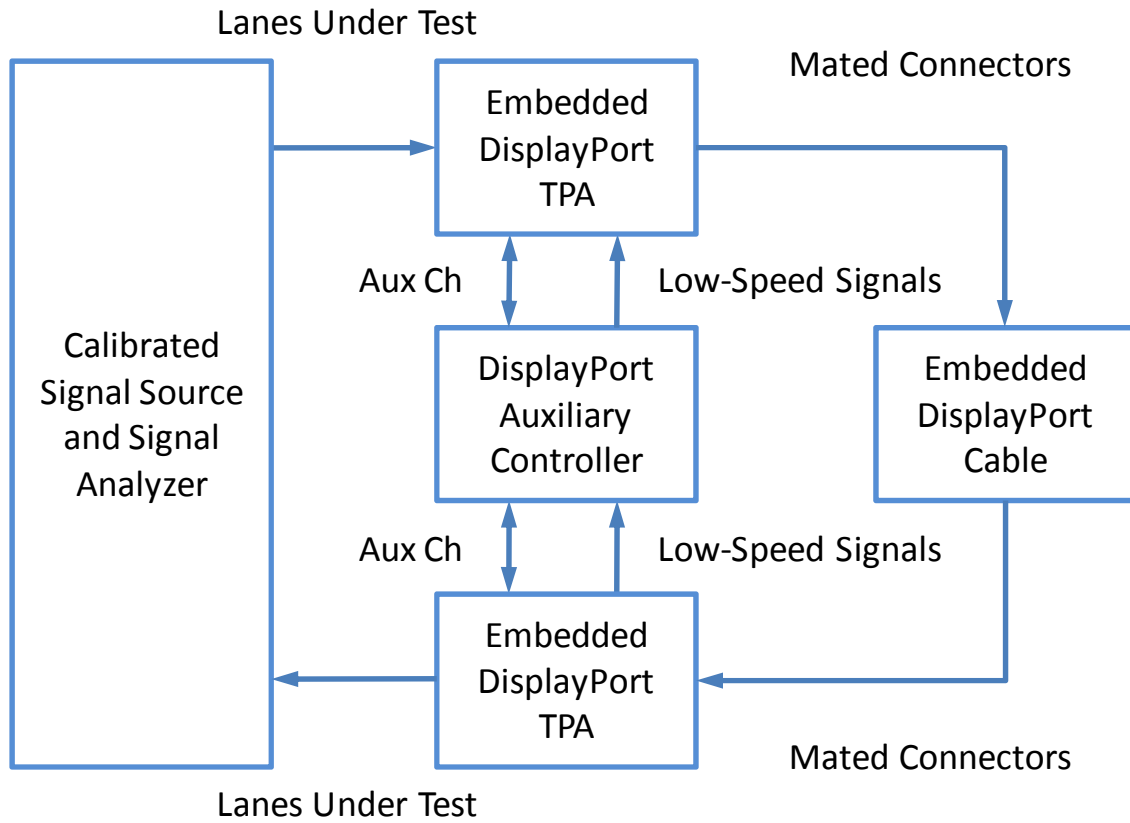 Lanes Under Test
Mated Connectors
Embedded
DisplayPort
TPA
Aux Ch
Low-Speed Signals
Calibrated
Signal Source
and Signal
Analyzer
DisplayPort
Auxiliary
Controller
Embedded
DisplayPort
Cable
Aux Ch
Low-Speed Signals
Embedded
DisplayPort
TPA
Mated Connectors
Lanes Under Test